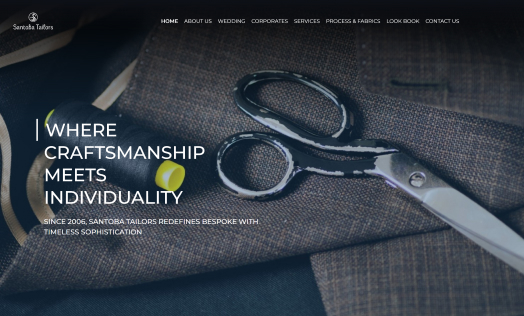 Santoba Tailors
HOME ABOUT US WEDDING CORPORATES SERVICES PROCESS & FABRICS LOOK BOOK CONTACT US
WHERE
CRAFTSMANSHIP
MEETS
INDIVIDUALITY
SINCE 2006, SANTOBA TAILORS REDEFINES BESPOKE WITH
TIMELESS SOPHISTICATION